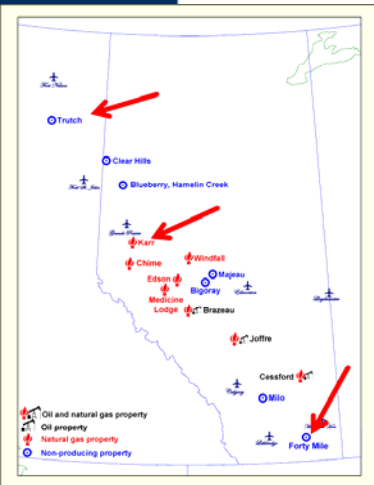 Fort Nelson
Trutch
Clear Hills
Fort St. John
Blueberry, Hamelin Creek
Grande Prairie
Karr
Chime
Windfall
Edson
Majeau
Bigoray
Medicine
Lodge
Edmonton
Lloydminster
Brazeau
Joffre
Cessford
Calgary
Milo
Lethbridge
Forty Mile
Oil and natural gas property
Oil property
Natural gas property
Non-producing property